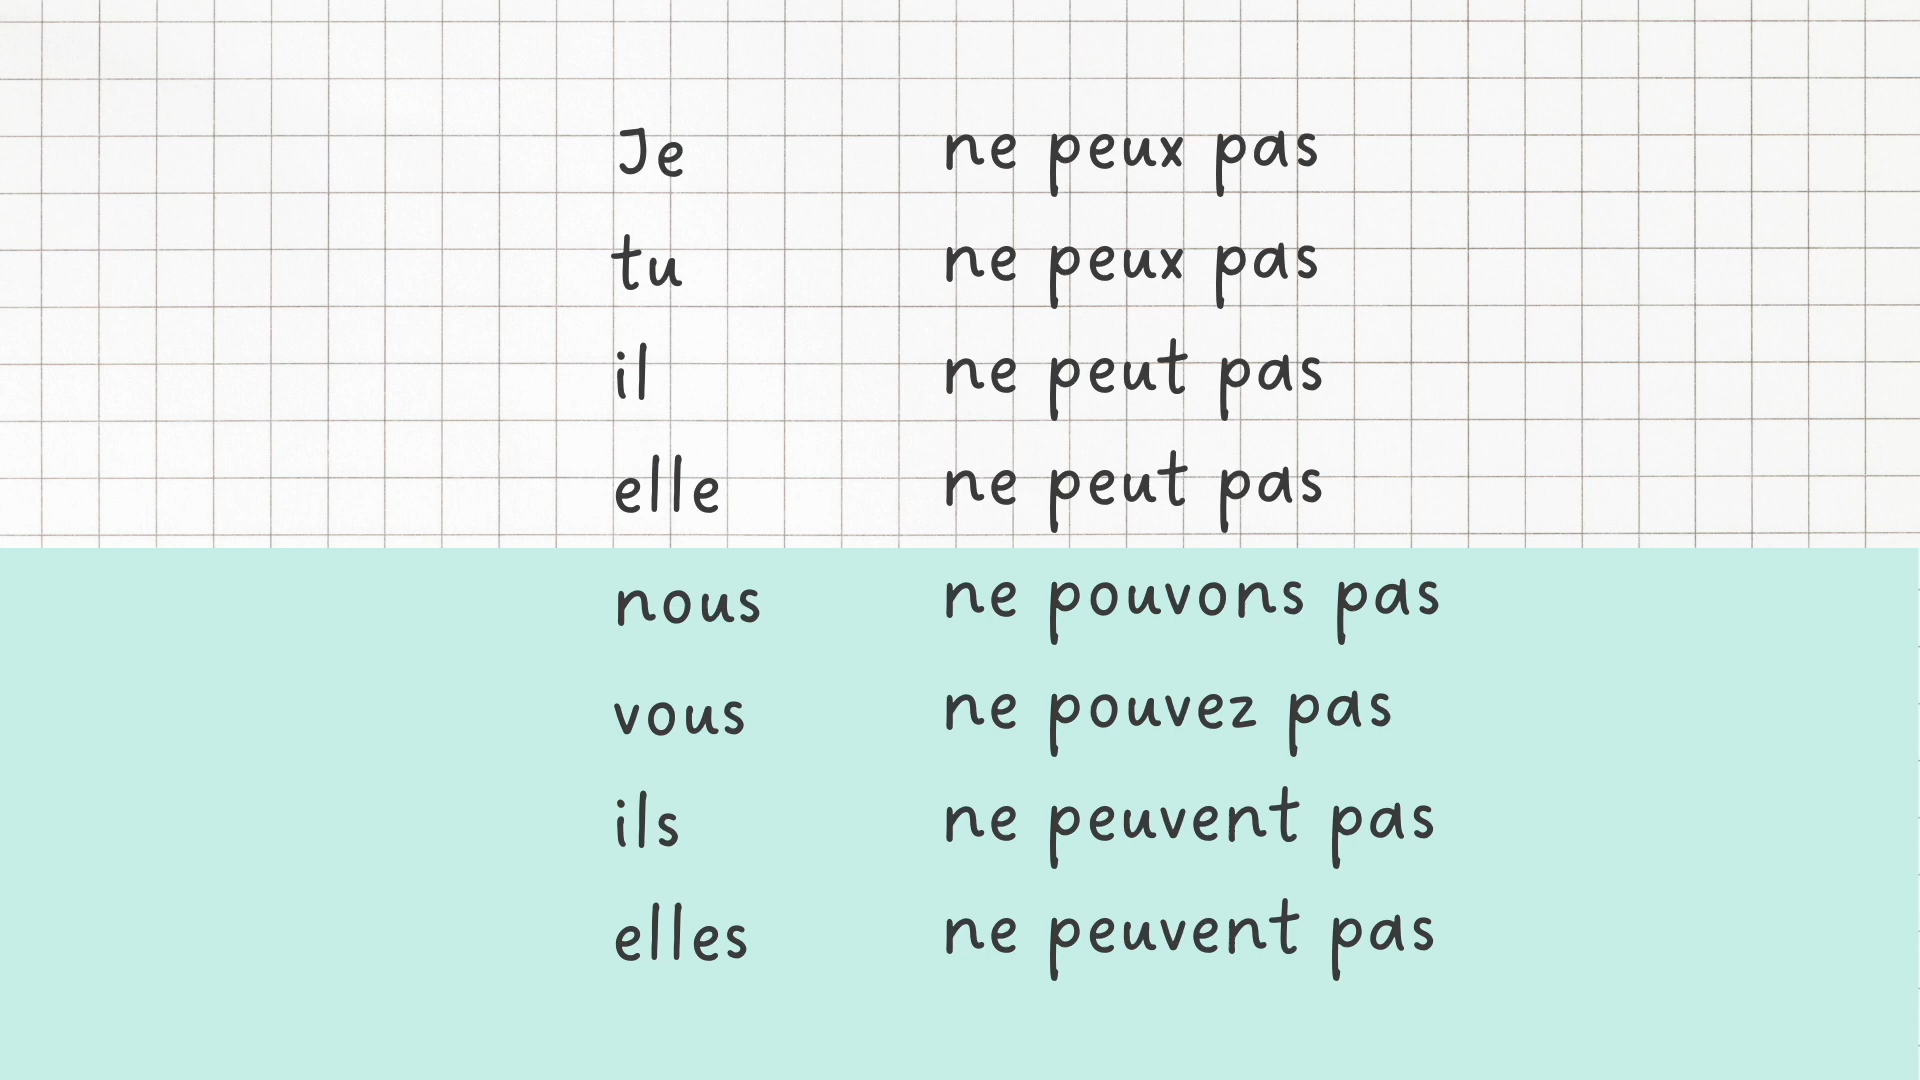 Je ne peux pas
tu ne peux pas
il ne peut pas
elle ne peut pas
nous ne pouvons pas
vous ne pouvez pas
ils ne peuvent pas
elles ne peuvent pas